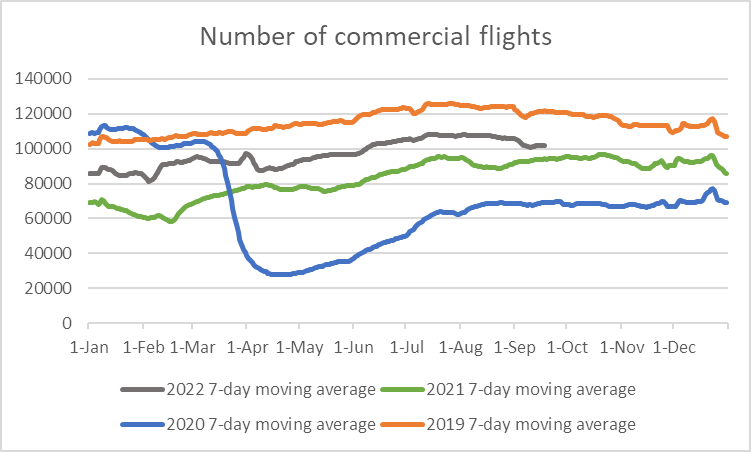 Number of commercial flights
140000
120000
100000
80000
60000
40000
20000
0
1-Jan 1-Feb 1-Mar 1-Apr 1-May 1-Jun 1-Jul 1-Aug 1-Sep 1-Oct 1-Nov 1-Dec
2022 7-day moving average 2021 7-day moving average
2020 7-day moving average 2019 7-day moving average